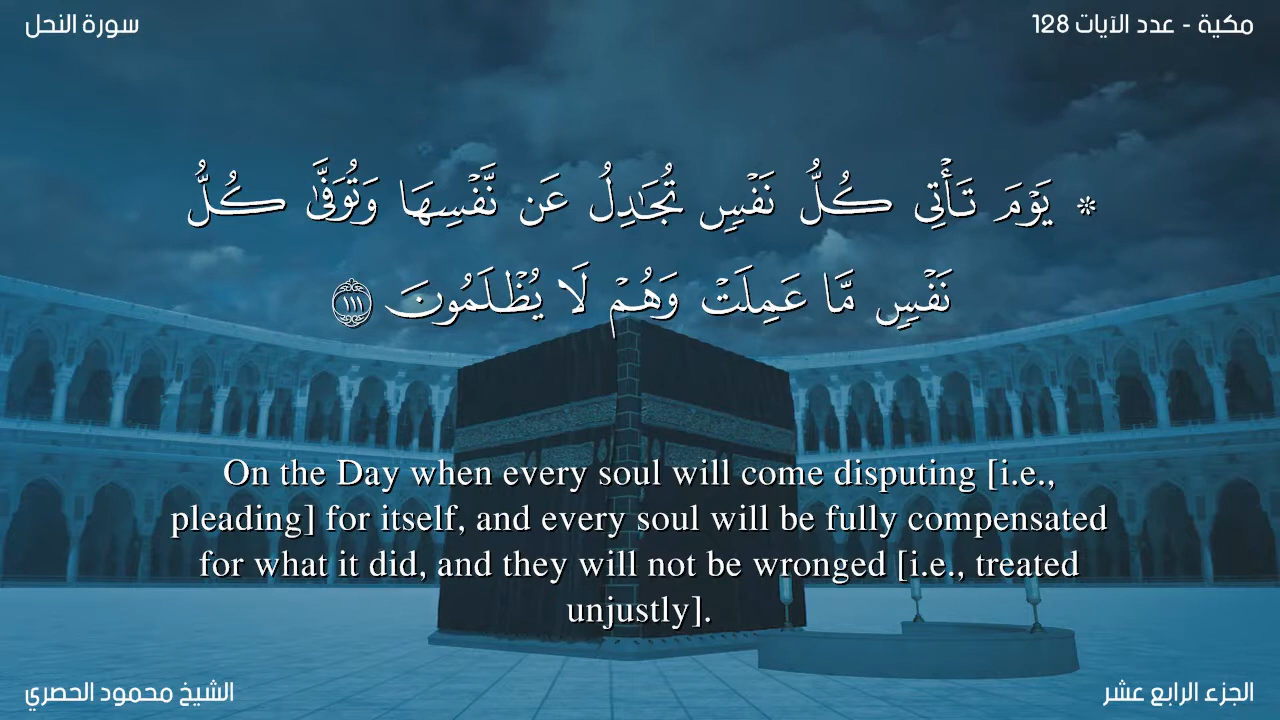 سورة النحل
مكية - عدد الآيات 128
۞ يَوْمَ تَأْتِى كُلُّ نَفْسٍ تُجَٰدِلُ عَن نَّفْسِهَا وَتُوَفَّىٰ كُلُّ
نَفْسٍ مَّا عَمِلَتْ وَهُمْ لَا يُظْلَمُونَ ١١١
On the Day when every soul will come disputing [i.e.,
pleading] for itself, and every soul will be fully compensated
for what it did, and they will not be wronged [i.e., treated
unjustly].
الشيخ محمود الحصري
الجزء الرابع عشر